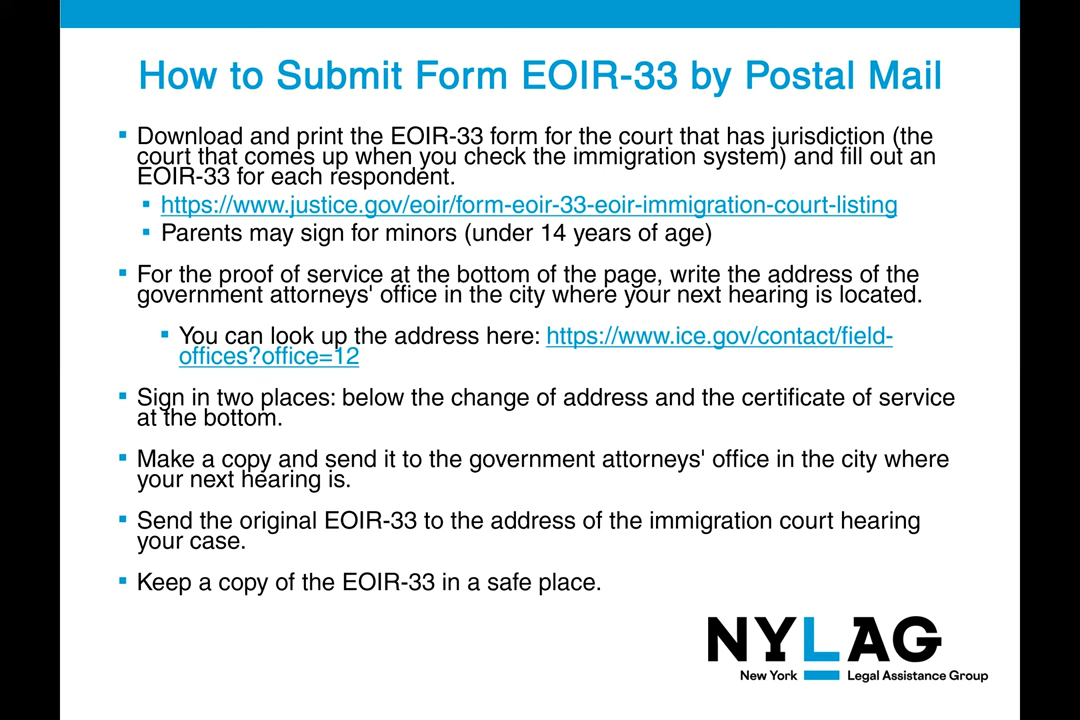 How to Submit Form EOIR-33 by Postal Mail
Download and print the EOIR-33 form for the court that has jurisdiction (the
court that comes up when you check the immigration system) and fill out an
EOIR-33 for each respondent.
https://www.justice.gov/eoir/form-eoir-33-eoir-immigration-court-listing
Parents may sign for minors (under 14 years of age)
For the proof of service at the bottom of the page, write the address of the
government attorneys' office in the city where your next hearing is located.
You can look up the address here: https://www.ice.gov/contact/field-
offices?office=12
Sign in two places: below the change of address and the certificate of service
at the bottom.
Make a copy and send it to the government attorneys' office in the city where
your next hearing is.
Send the original EOIR-33 to the address of the immigration court hearing
your case.
Keep a copy of the EOIR-33 in a safe place.
NYLAG
New York Legal Assistance Group